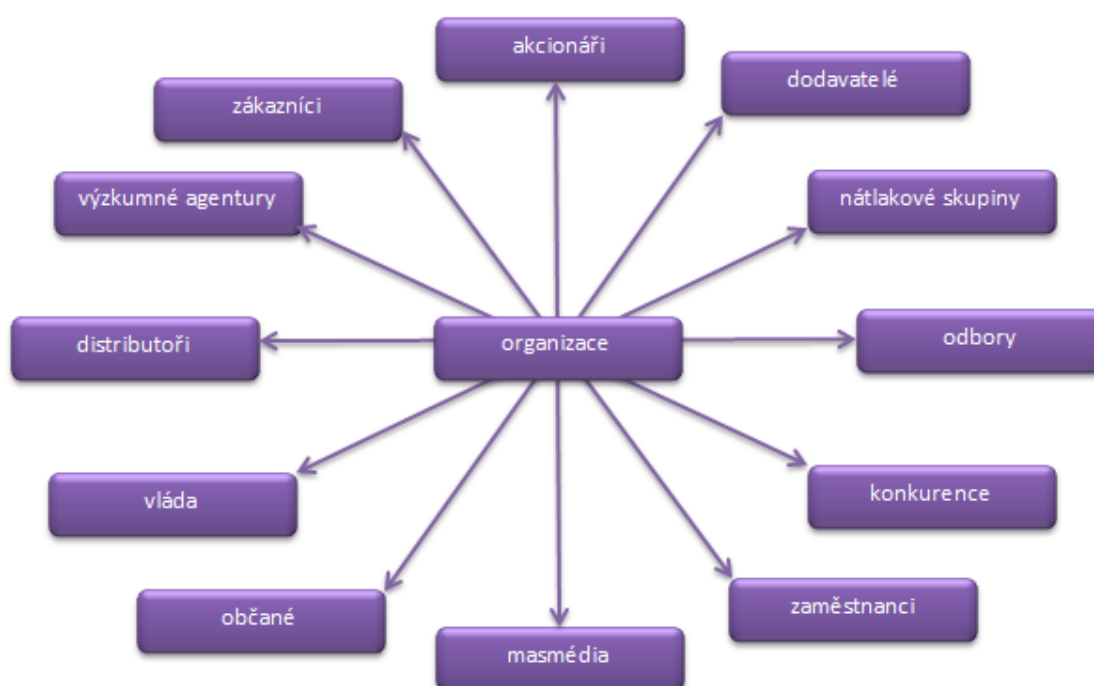 akcionáři
dodavatelé
zákazníci
výzkumné agentury
nátlakové skupiny
distributoři
organizace
odbory
vláda
konkurence
občané
zaměstnanci
masmédia